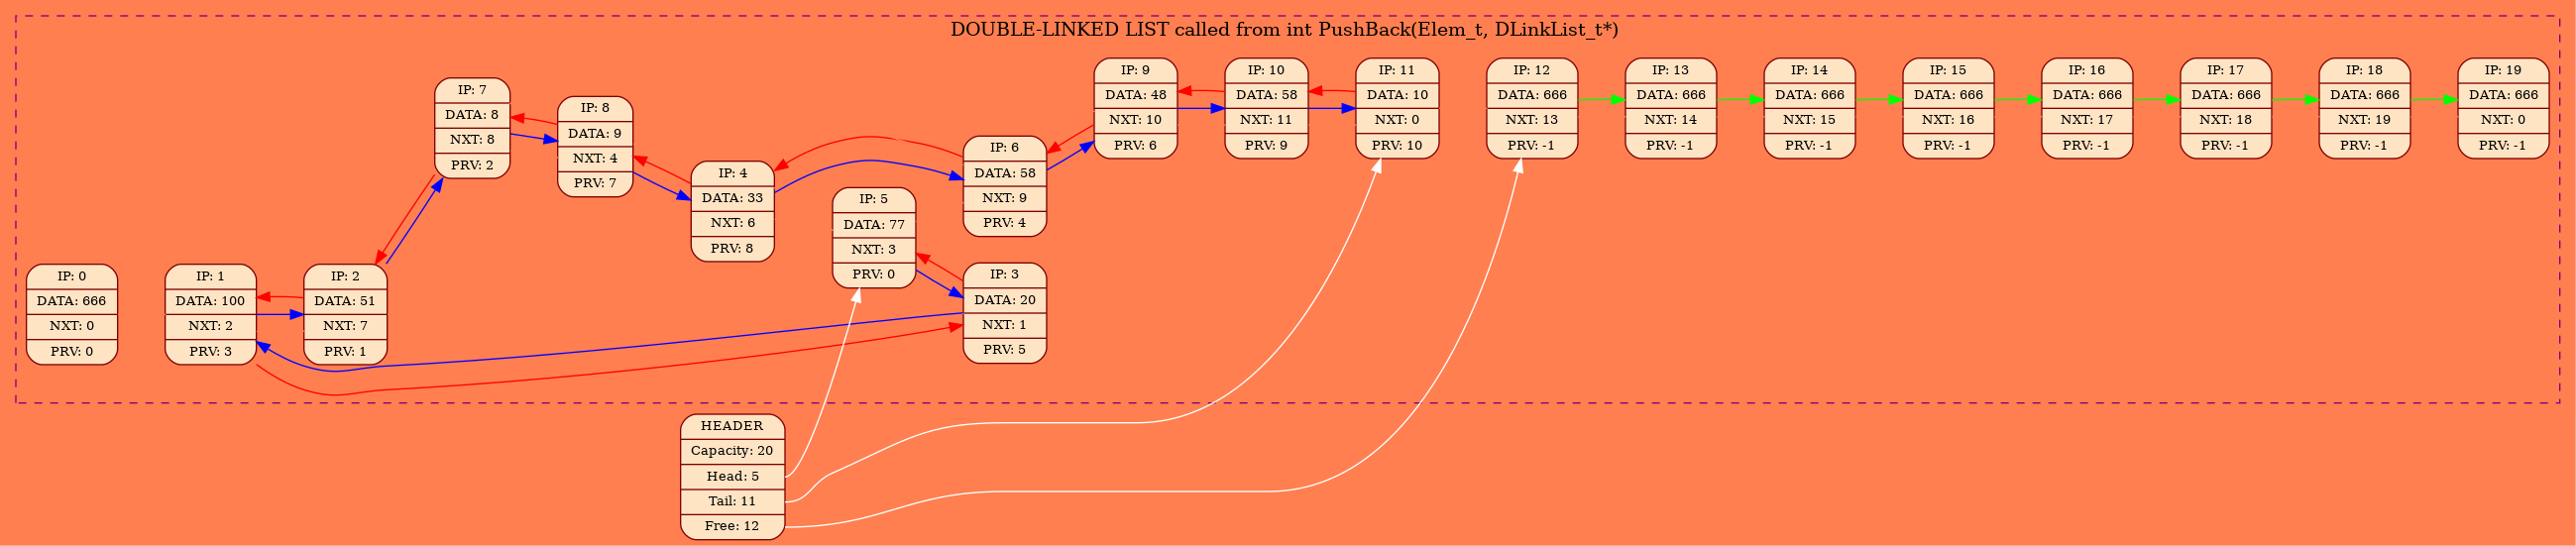 DOUBLE-LINKED LIST called from int PushBack(Elem_t, DLinkList_t*)
IP: 0
DATA: 666
NXT: 0
PRV: 0
IP: 1
DATA: 100
NXT: 2
PRV: 3
IP: 2
DATA: 51
NXT: 7
PRV: 1
IP: 7
DATA: 8
NXT: 8
PRV: 2
IP: 8
DATA: 9
NXT: 4
PRV: 7
IP: 4
DATA: 33
NXT: 6
PRV: 8
IP: 5
DATA: 77
NXT: 3
PRV: 0
IP: 6
DATA: 58
NXT: 9
PRV: 4
IP: 3
DATA: 20
NXT: 1
PRV: 5
IP: 9
DATA: 48
NXT: 10
PRV: 6
IP: 10
DATA: 58
NXT: 11
PRV: 9
IP: 11
DATA: 10
NXT: 0
PRV: 10
IP: 12
DATA: 666
NXT: 13
PRV: -1
IP: 13
DATA: 666
NXT: 14
PRV: -1
IP: 14
DATA: 666
NXT: 15
PRV: -1
IP: 15
DATA: 666
NXT: 16
PRV: -1
IP: 16
DATA: 666
NXT: 17
PRV: -1
IP: 17
DATA: 666
NXT: 18
PRV: -1
IP: 18
DATA: 666
NXT: 19
PRV: -1
IP: 19
DATA: 666
NXT: 0
PRV: -1
HEADER
Capacity: 20
Head: 5
Tail: 11
Free: 12